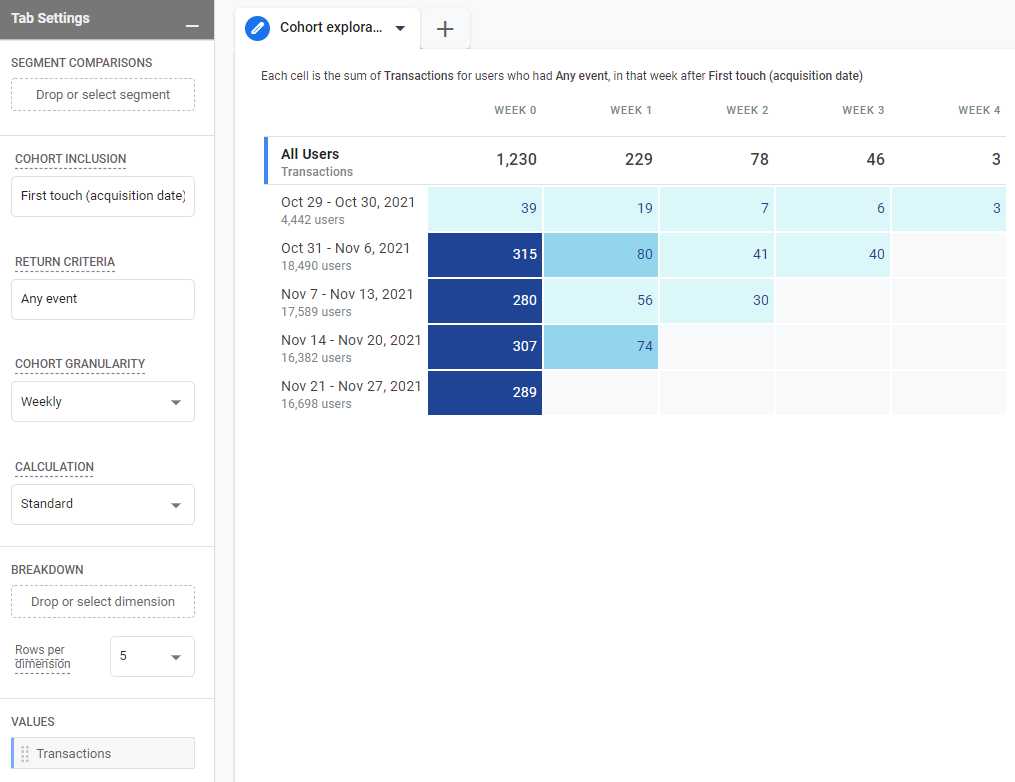 Tab Settings
SEGMENT COMPARISONS
Drop or select segment
COHORT INCLUSION
First touch (acquisition date)
RETURN CRITERIA
Any event
COHORT GRANULARITY
Weekly
CALCULATION
Standard
BREAKDOWN
Drop or select dimension
Rows per
dimension
5
VALUES
Transactions
Cohort explora...
Each cell is the sum of Transactions for users who had Any event, in that week after First touch (acquisition date)
WEEK 0 WEEK 1 WEEK 2 WEEK 3 WEEK 4
All Users
Transactions
1,230 229 78 46 3
Oct 29 - Oct 30, 2021
4,442 users
39 19 7 6 3
Oct 31 - Nov 6, 2021
18,490 users
315 80 41 40
Nov 7 - Nov 13, 2021
17,589 users
280 56 30
Nov 14 - Nov 20, 2021
16,382 users
307 74
Nov 21 - Nov 27, 2021
16,698 users
289